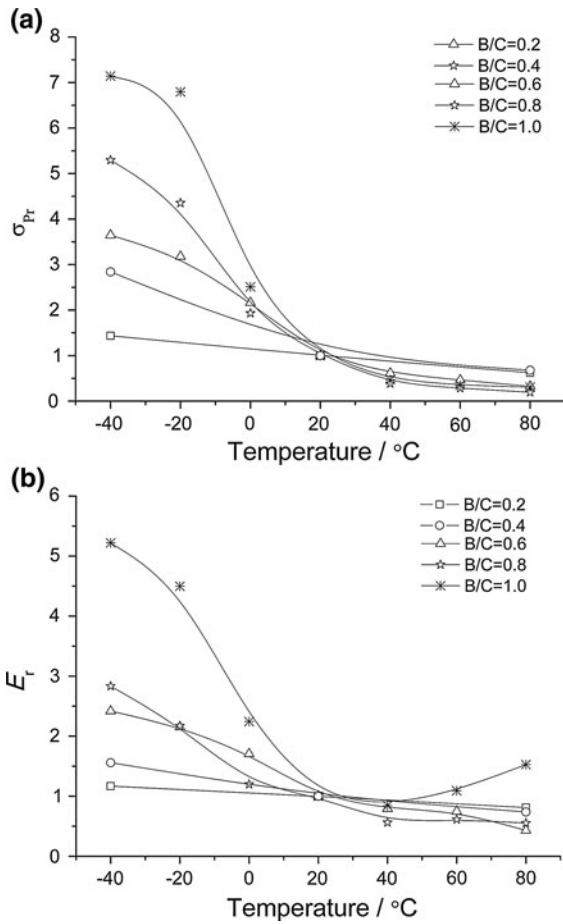 (a)
B/C=0.2
B/C=0.4
B/C=0.6
B/C=0.8
B/C=1.0
8
7
6
5
4
3
2
1
0
σPr
-40 -20 0 20 40 60 80
Temperature / °C
(b)
B/C=0.2
B/C=0.4
B/C=0.6
B/C=0.8
B/C=1.0
6
5
4
3
2
1
0
Er
-40 -20 0 20 40 60 80
Temperature / °C